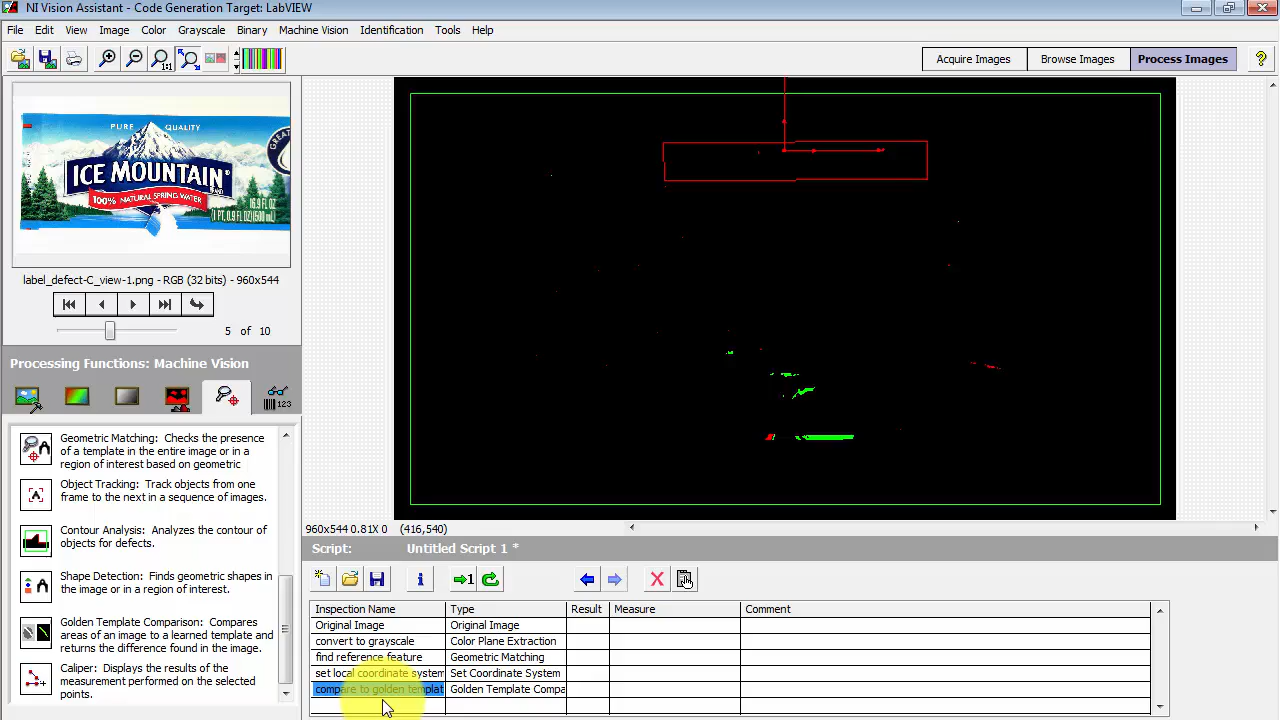 NI Vision Assistant - Code Generation Target: LabVIEW
File Edit View Image Color Grayscale Binary Machine Vision Identification Tools Help
Acquire Images Browse Images Process Images
PURE QUALITY
ICE MOUNTAIN®
100% NATURAL SPRING WATER
16.9 FL OZ
(1 PT, 0.9 FL OZ)(500 mL)
label_defect-C_view-1.png - RGB (32 bits) - 960x544
5 of 10
Processing Functions: Machine Vision
Geometric Matching: Checks the presence
of a template in the entire image or in a
region of interest based on geometric
Object Tracking: Track objects from one
frame to the next in a sequence of images.
Contour Analysis: Analyzes the contour of
objects for defects.
Shape Detection: Finds geometric shapes in
the image or in a region of interest.
Golden Template Comparison: Compares
areas of an image to a learned template and
returns the difference found in the image.
Caliper: Displays the results of the
measurement performed on the selected
points.
960x544 0.81X 0 (416,540)
Script: Untitled Script 1 *
Inspection Name Type Result Measure Comment
Original Image Original Image
convert to grayscale Color Plane Extraction
find reference feature Geometric Matching
set local coordinate system Set Coordinate System
compare to golden templat Golden Template Compa